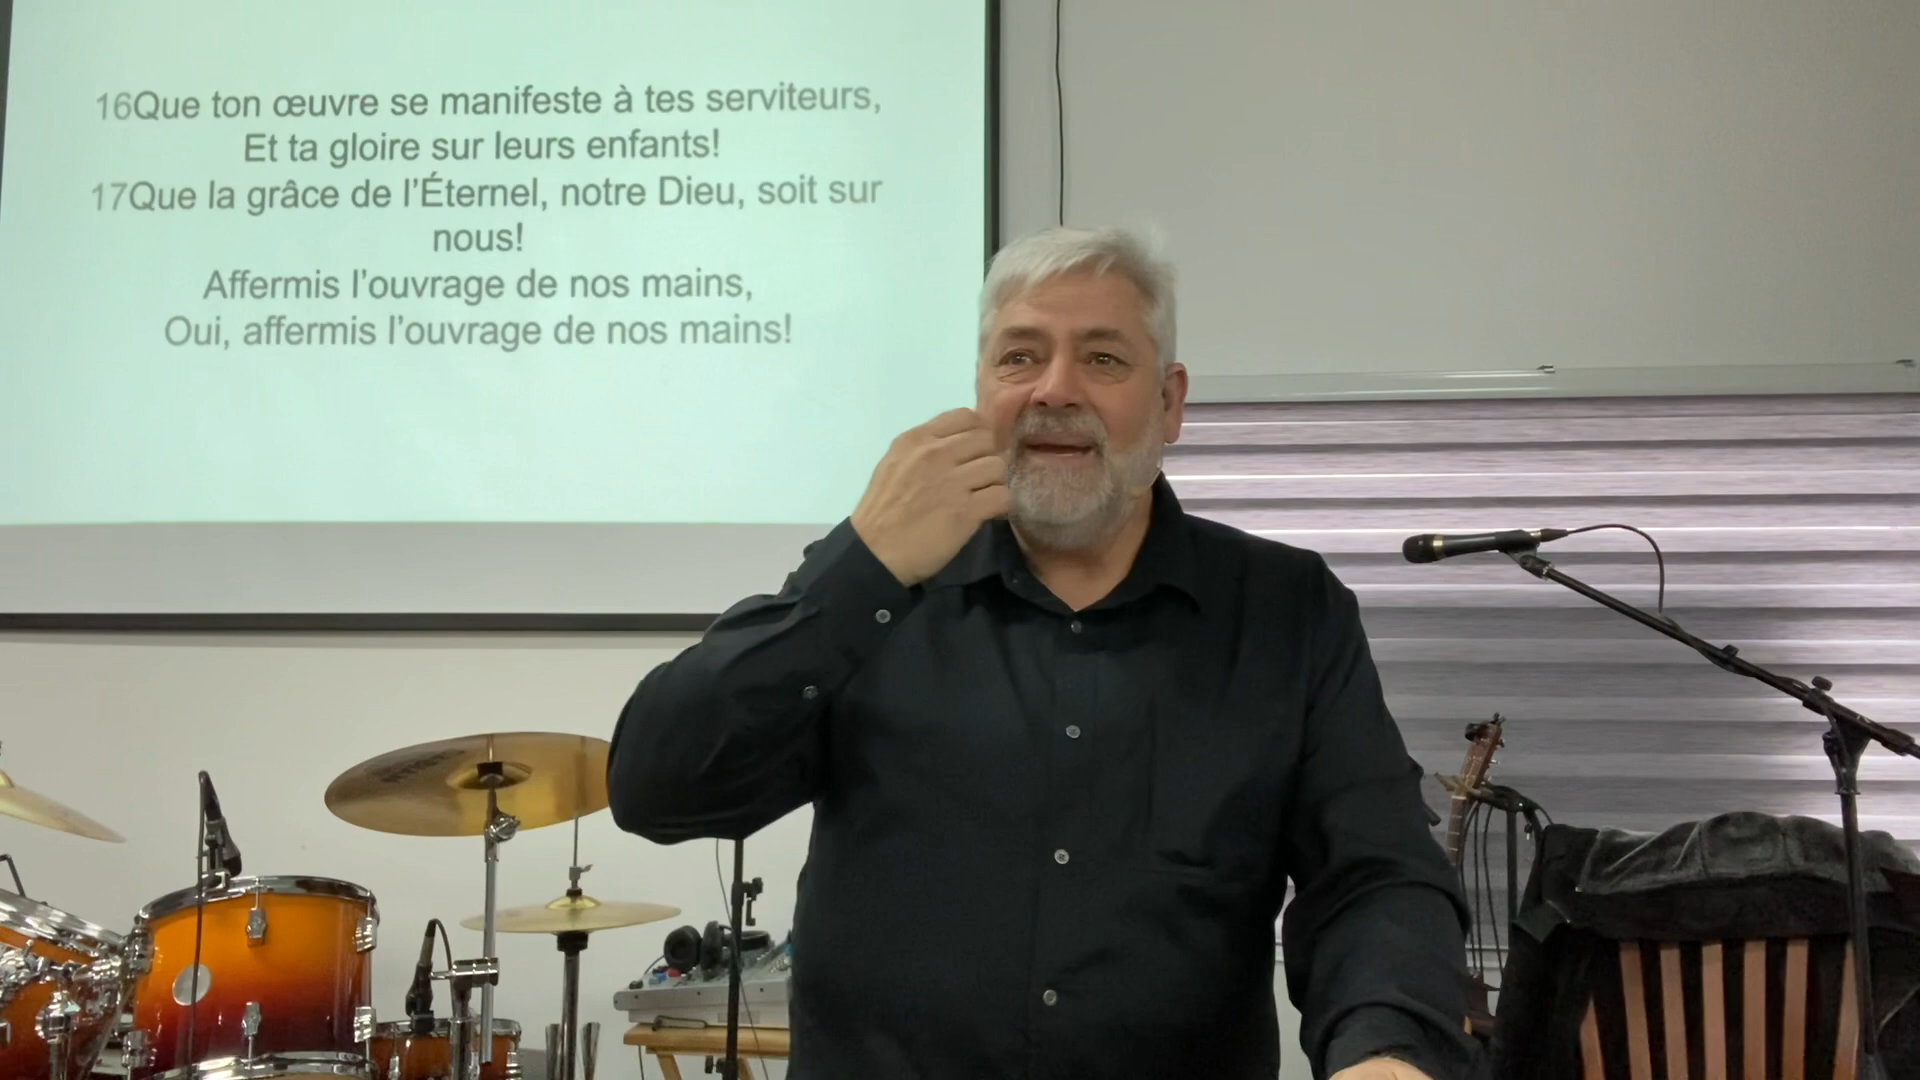 16Que ton œuvre se manifeste à tes serviteurs,
Et ta gloire sur leurs enfants!
17Que la grâce de l’Éternel, notre Dieu, soit sur
nous!
Affermis l’ouvrage de nos mains,
Oui, affermis l’ouvrage de nos mains!